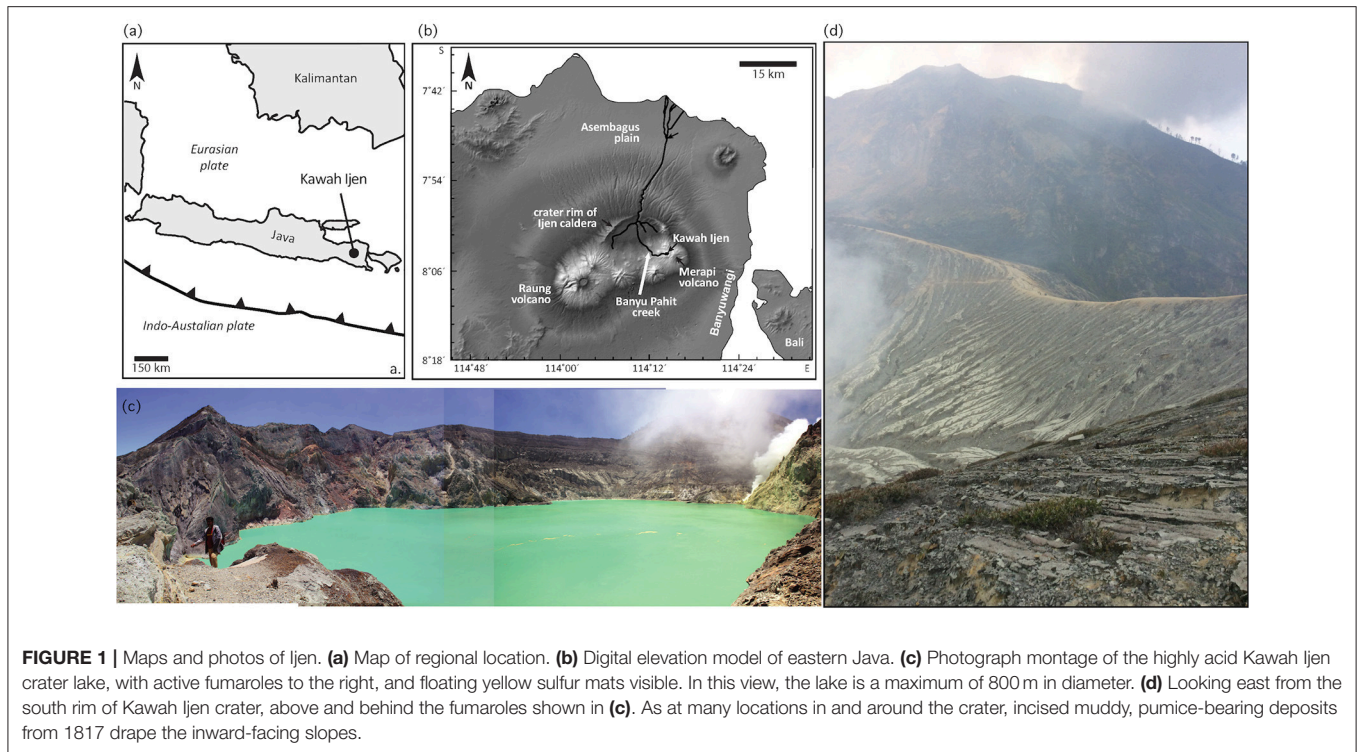 (a)
N
Kalimantan
Eurasian
plate
Kawah Ijen
Java
Indo-Austalian plate
150 km
a.
(b)
S
N
15 km
7°42′
7°54′
8°06′
8°18′
114°48′
114°00′
114°12′
114°24′
E
Asembagus
plain
crater rim of
Ijen caldera
Kawah Ijen
Merapi
volcano
Raung
volcano
Banyu Pahit
creek
Banyuwangi
Bali
(c)
(d)
FIGURE 1 | Maps and photos of Ijen. (a) Map of regional location. (b) Digital elevation model of eastern Java. (c) Photograph montage of the highly acid Kawah Ijen
crater lake, with active fumaroles to the right, and floating yellow sulfur mats visible. In this view, the lake is a maximum of 800 m in diameter. (d) Looking east from the
south rim of Kawah Ijen crater, above and behind the fumaroles shown in (c). As at many locations in and around the crater, incised muddy, pumice-bearing deposits
from 1817 drape the inward-facing slopes.